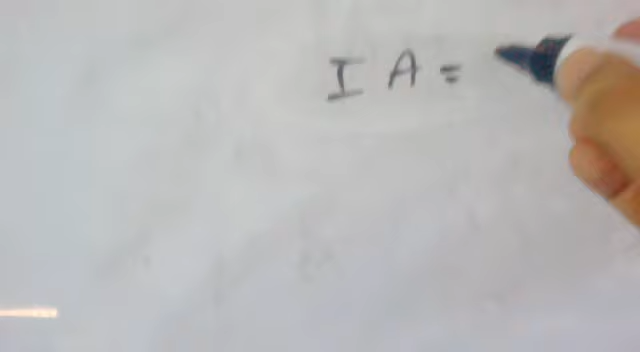 I A =